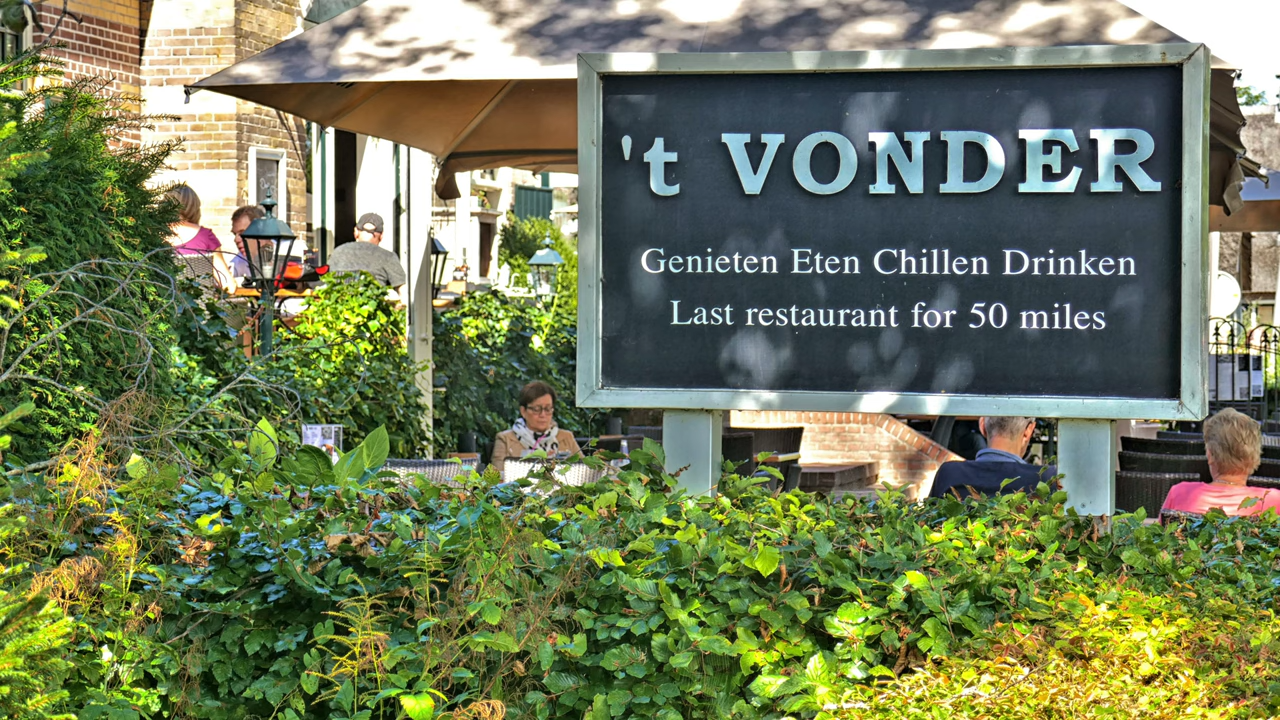 't VONDER
Genieten Eten Chillen Drinken
Last restaurant for 50 miles